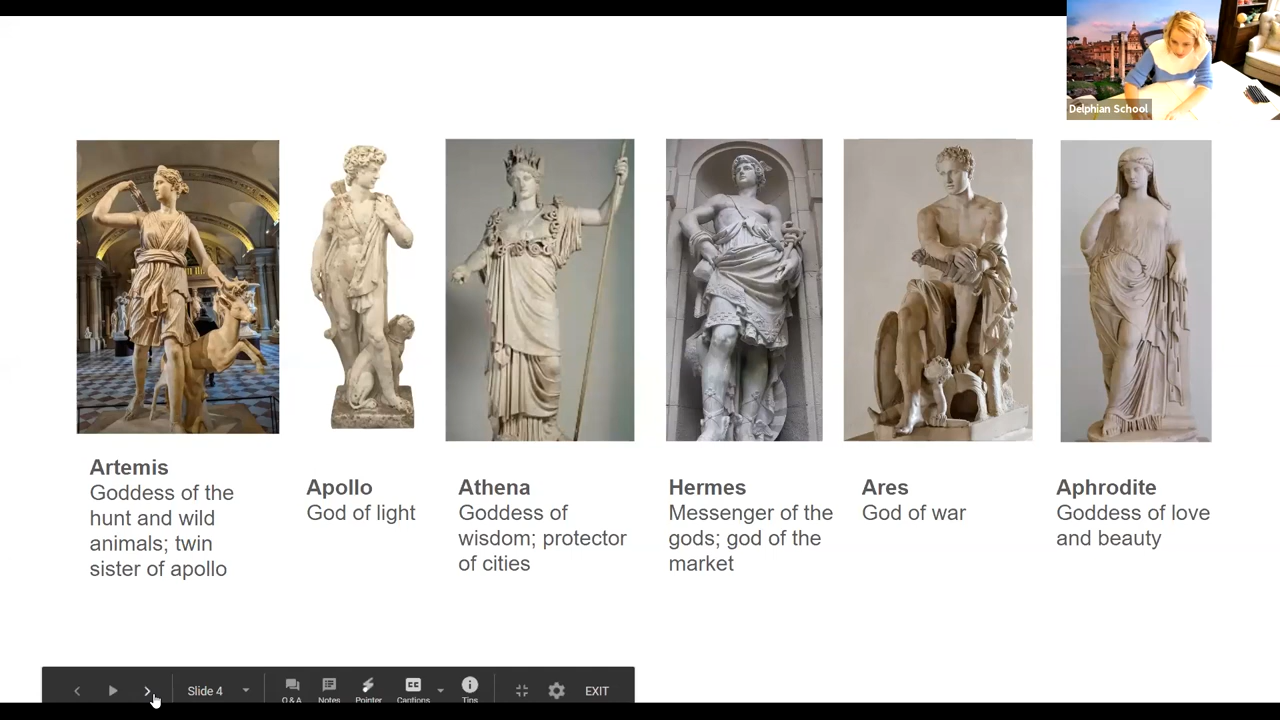 Delphian School
Artemis
Goddess of the
hunt and wild
animals; twin
sister of apollo
Apollo
God of light
Athena
Goddess of
wisdom; protector
of cities
Hermes
Messenger of the
gods; god of the
market
Ares
God of war
Aphrodite
Goddess of love
and beauty
Slide 4
Q & A
Notes
Pointer
Captions
Tips
EXIT